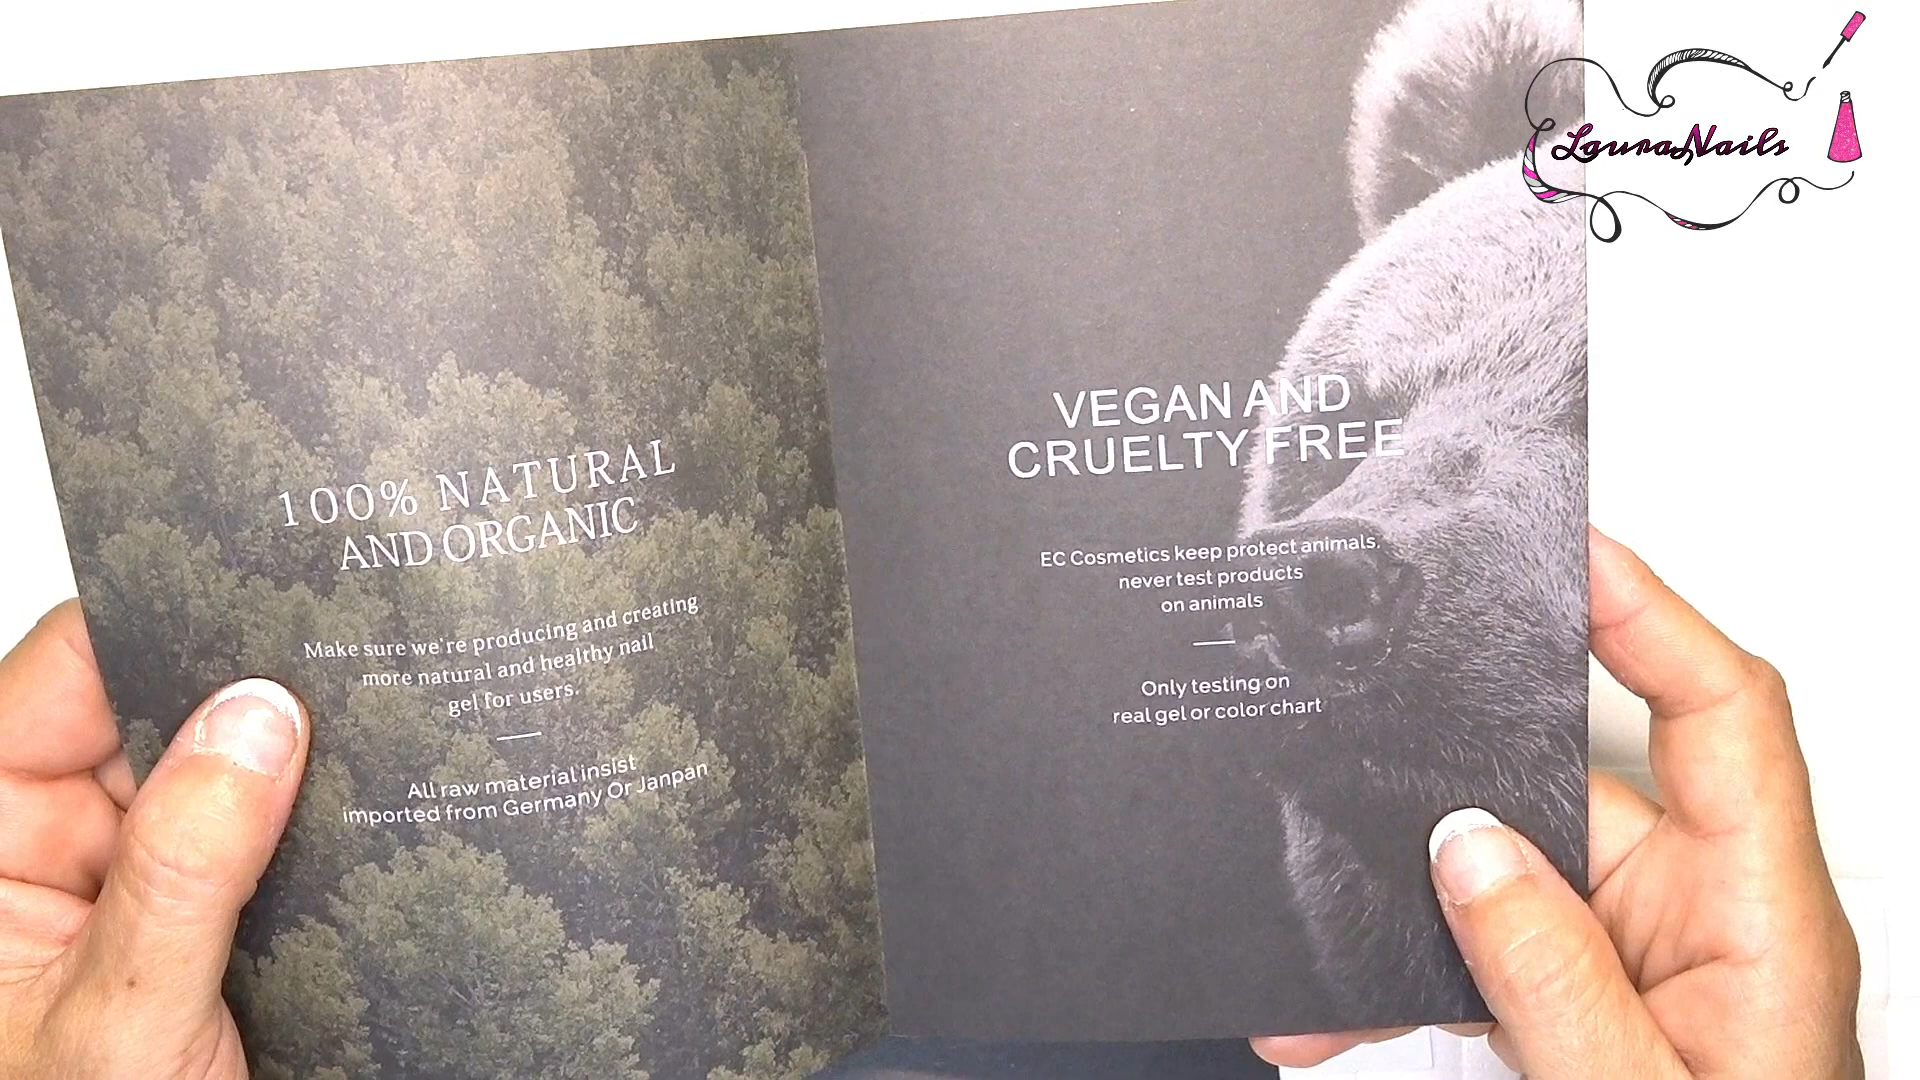 100% NATURAL
AND ORGANIC
Make sure we're producing and creating
more natural and healthy nail
gel for users.
All raw material insist
imported from Germany Or Janpan
VEGAN AND
CRUELTY FREE
EC Cosmetics keep protect animals,
never test products
on animals
Only testing on
real gel or color chart
LauraNails